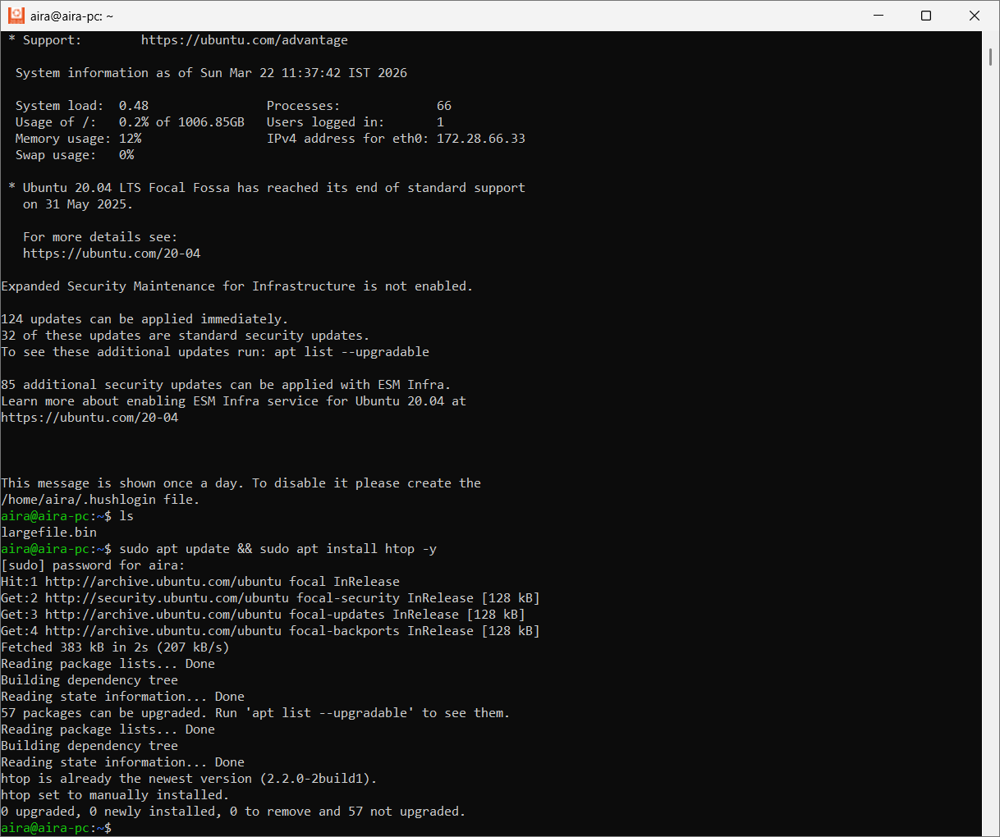 aira@aira-pc: ~
* Support:        https://ubuntu.com/advantage
System information as of Sun Mar 22 11:37:42 IST 2026
System load:  0.48                Processes:             66
Usage of /:   0.2% of 1006.85GB   Users logged in:       1
Memory usage: 12%                 IPv4 address for eth0: 172.28.66.33
Swap usage:   0%
* Ubuntu 20.04 LTS Focal Fossa has reached its end of standard support
on 31 May 2025.
For more details see:
https://ubuntu.com/20-04
Expanded Security Maintenance for Infrastructure is not enabled.
124 updates can be applied immediately.
32 of these updates are standard security updates.
To see these additional updates run: apt list --upgradable
85 additional security updates can be applied with ESM Infra.
Learn more about enabling ESM Infra service for Ubuntu 20.04 at
https://ubuntu.com/20-04
This message is shown once a day. To disable it please create the
/home/aira/.hushlogin file.
aira@aira-pc:~$ ls
largefile.bin
aira@aira-pc:~$ sudo apt update && sudo apt install htop -y
[sudo] password for aira:
Hit:1 http://archive.ubuntu.com/ubuntu focal InRelease
Get:2 http://security.ubuntu.com/ubuntu focal-security InRelease [128 kB]
Get:3 http://archive.ubuntu.com/ubuntu focal-updates InRelease [128 kB]
Get:4 http://archive.ubuntu.com/ubuntu focal-backports InRelease [128 kB]
Fetched 383 kB in 2s (207 kB/s)
Reading package lists... Done
Building dependency tree
Reading state information... Done
57 packages can be upgraded. Run 'apt list --upgradable' to see them.
Reading package lists... Done
Building dependency tree
Reading state information... Done
htop is already the newest version (2.2.0-2build1).
htop set to manually installed.
0 upgraded, 0 newly installed, 0 to remove and 57 not upgraded.
aira@aira-pc:~$